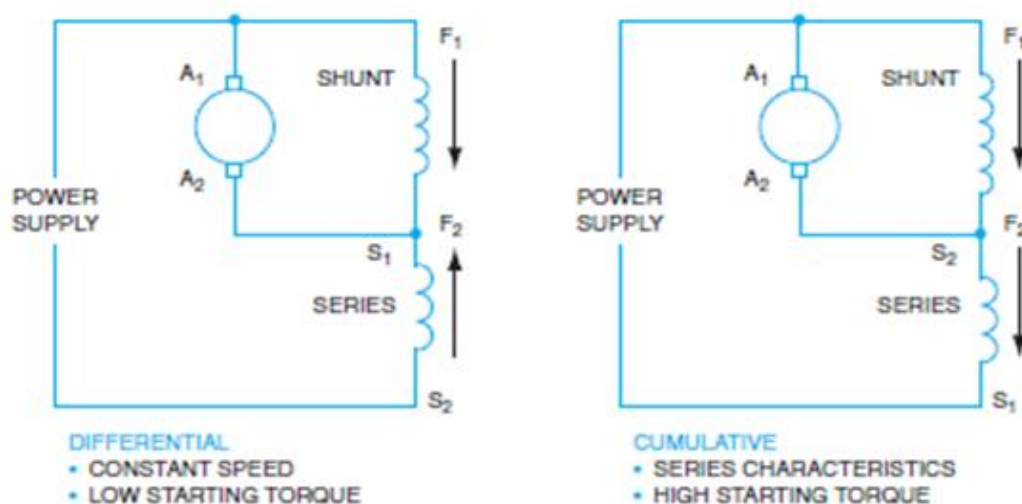 F₁
A₁
SHUNT
A₂
POWER
SUPPLY
F₂
S₁
SERIES
S₂
DIFFERENTIAL
• CONSTANT SPEED
• LOW STARTING TORQUE
F₁
A₁
SHUNT
A₂
POWER
SUPPLY
F₂
S₂
SERIES
S₁
CUMULATIVE
• SERIES CHARACTERISTICS
• HIGH STARTING TORQUE